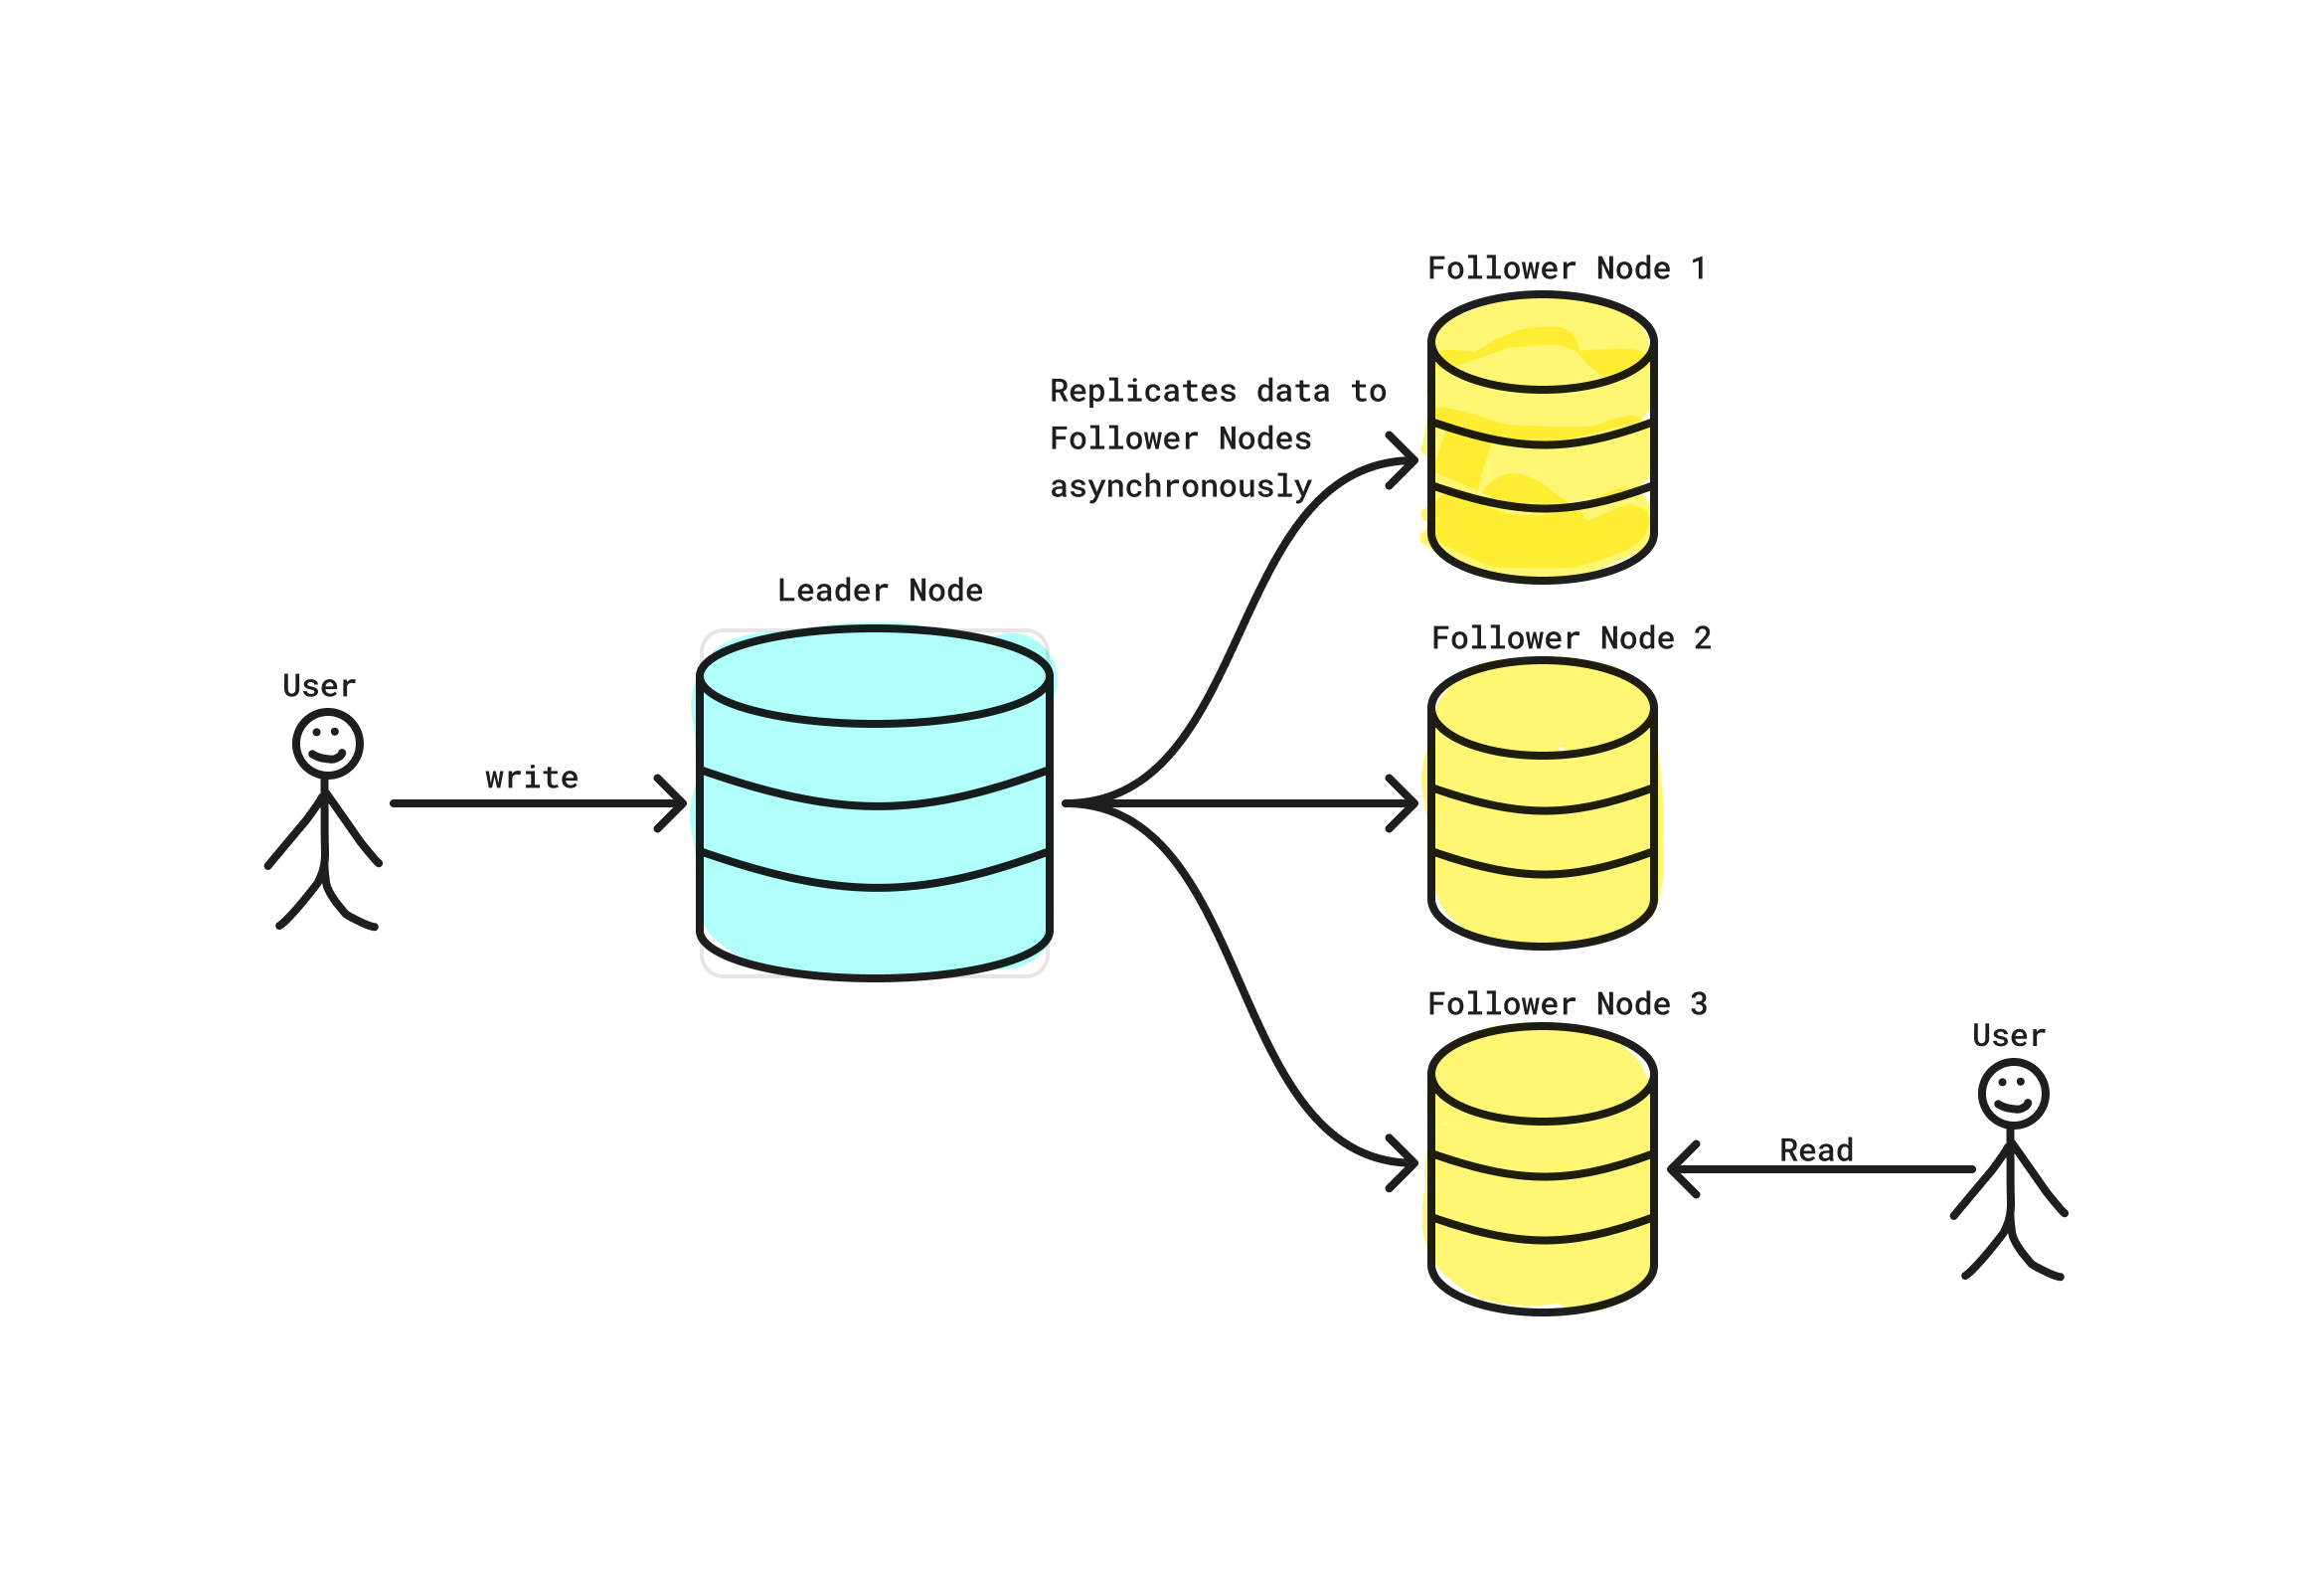 Follower Node 1
Replicates data to
Follower Nodes
asynchronously
Leader Node
Follower Node 2
User
write
Follower Node 3
User
Read